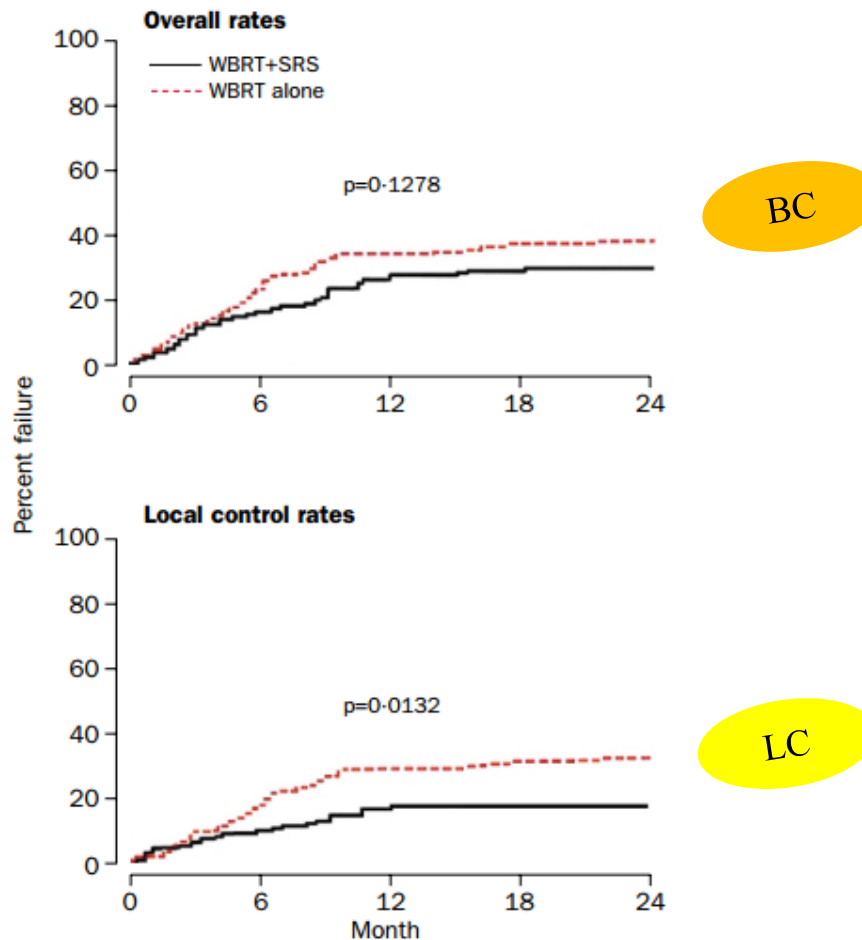 Overall rates
100
80
60
40
20
0
WBRT+SRS
WBRT alone
p=0·1278
BC
0 6 12 18 24
Percent failure
Local control rates
100
80
60
40
20
0
p=0·0132
LC
0 6 12 18 24
Month